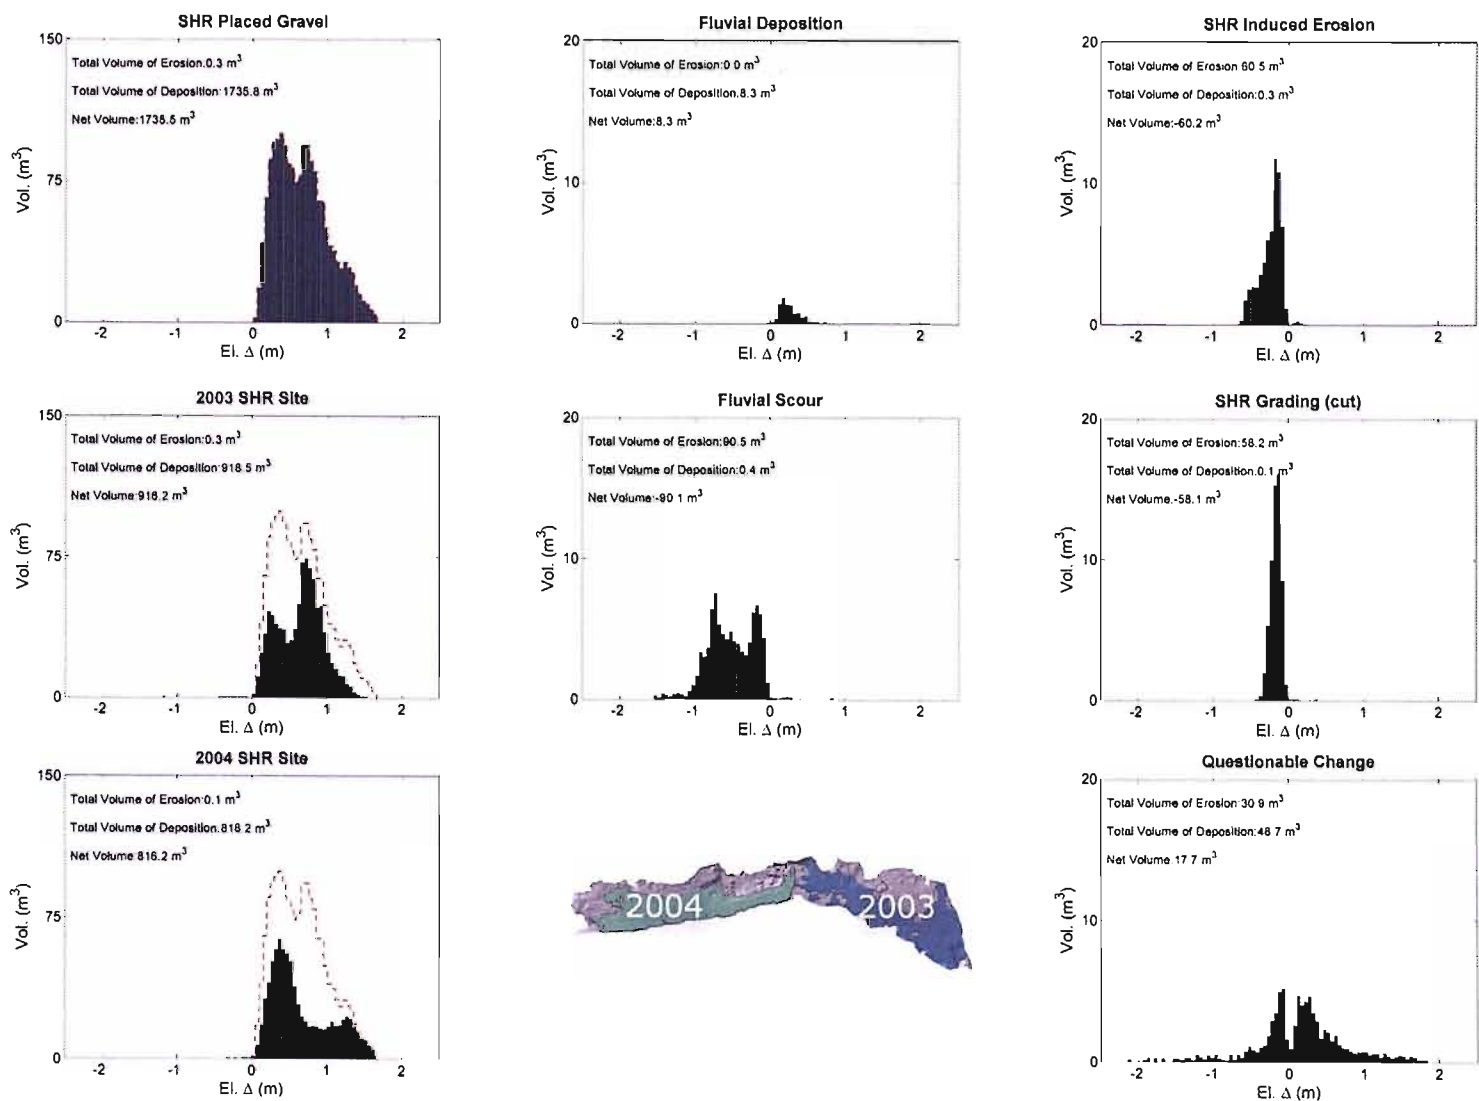 SHR Placed Gravel
150
75
0
Vol. (m³)
Total Volume of Erosion:0.3 m³
Total Volume of Deposition:1735.8 m³
Net Volume:1738.5 m³
-2 -1 0 1 2
El. Δ (m)
Fluvial Deposition
20
10
0
Vol. (m³)
Total Volume of Erosion:0 0 m³
Total Volume of Deposition.8.3 m³
Net Volume:8.3 m³
-2 -1 0 1 2
El. Δ (m)
SHR Induced Erosion
20
10
0
Vol. (m³)
Total Volume of Erosion 60 5 m³
Total Volume of Deposition:0.3 m³
Net Volume:-60.2 m³
-2 -1 0 1 2
El. Δ (m)
2003 SHR Site
150
75
0
Vol. (m³)
Total Volume of Erosion:0.3 m³
Total Volume of Deposition:918 5 m³
Net Volume:918.2 m³
-2 -1 0 1 2
El. Δ (m)
Fluvial Scour
20
10
0
Vol. (m³)
Total Volume of Erosion:90.5 m³
Total Volume of Deposition:0.4 m³
Net Volume:-90 1 m³
-2 -1 0 1 2
El. Δ (m)
SHR Grading (cut)
20
10
0
Vol. (m³)
Total Volume of Erosion:58.2 m³
Total Volume of Deposition.0.1 m³
Net Volume.-58.1 m³
-2 -1 0 1 2
El. Δ (m)
2004 SHR Site
150
75
0
Vol. (m³)
Total Volume of Erosion:0.1 m³
Total Volume of Deposition.818 2 m³
Net Volume 818.2 m³
-2 -1 0 1 2
El. Δ (m)
2004
2003
Questionable Change
20
10
0
Vol. (m³)
Total Volume of Erosion:30 9 m³
Total Volume of Deposition:48 7 m³
Net Volume.17 7 m³
-2 -1 0 1 2
El. Δ (m)